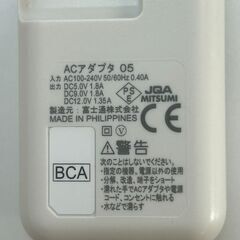 ACアダプタ 05
入力 AC100-240V 50/60Hz 0.40A
出力 DC5.0V 1.8A
DC9.0V 1.8A
DC12.0V 1.35A
PS
E
JQA
MITSUMI
製造元：富士通株式会社
MADE IN PHILIPPINES
V
BCA
⚠警告
次のことはしないでください。
・指定の機器、電源以外での使用
・分解、改造、端子をショート
・濡れた手でACアダプタや電源
コード、コンセントに触れる
・水などで濡らす